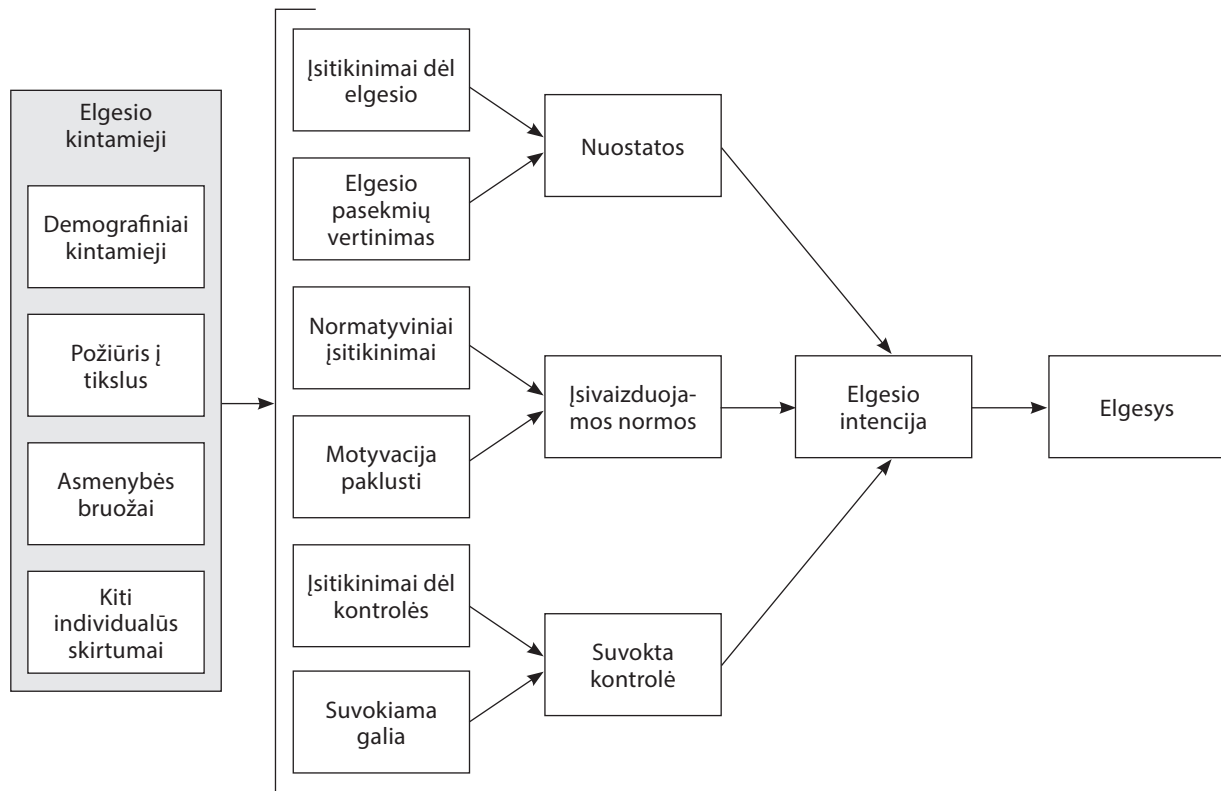 Elgesio
kintamieji
Demografiniai
kintamieji
Požiūris į
tikslus
Asmenybės
bruožai
Kiti
individualūs
skirtumai
Įsitikinimai dėl
elgesio
Elgesio
pasekmių
vertinimas
Normatyviniai
įsitikinimai
Motyvacija
paklusti
Įsitikinimai dėl
kontrolės
Suvokiama
galia
Nuostatos
Įsivaizduoja-
mos normos
Suvokta
kontrolė
Elgesio
intencija
Elgesys